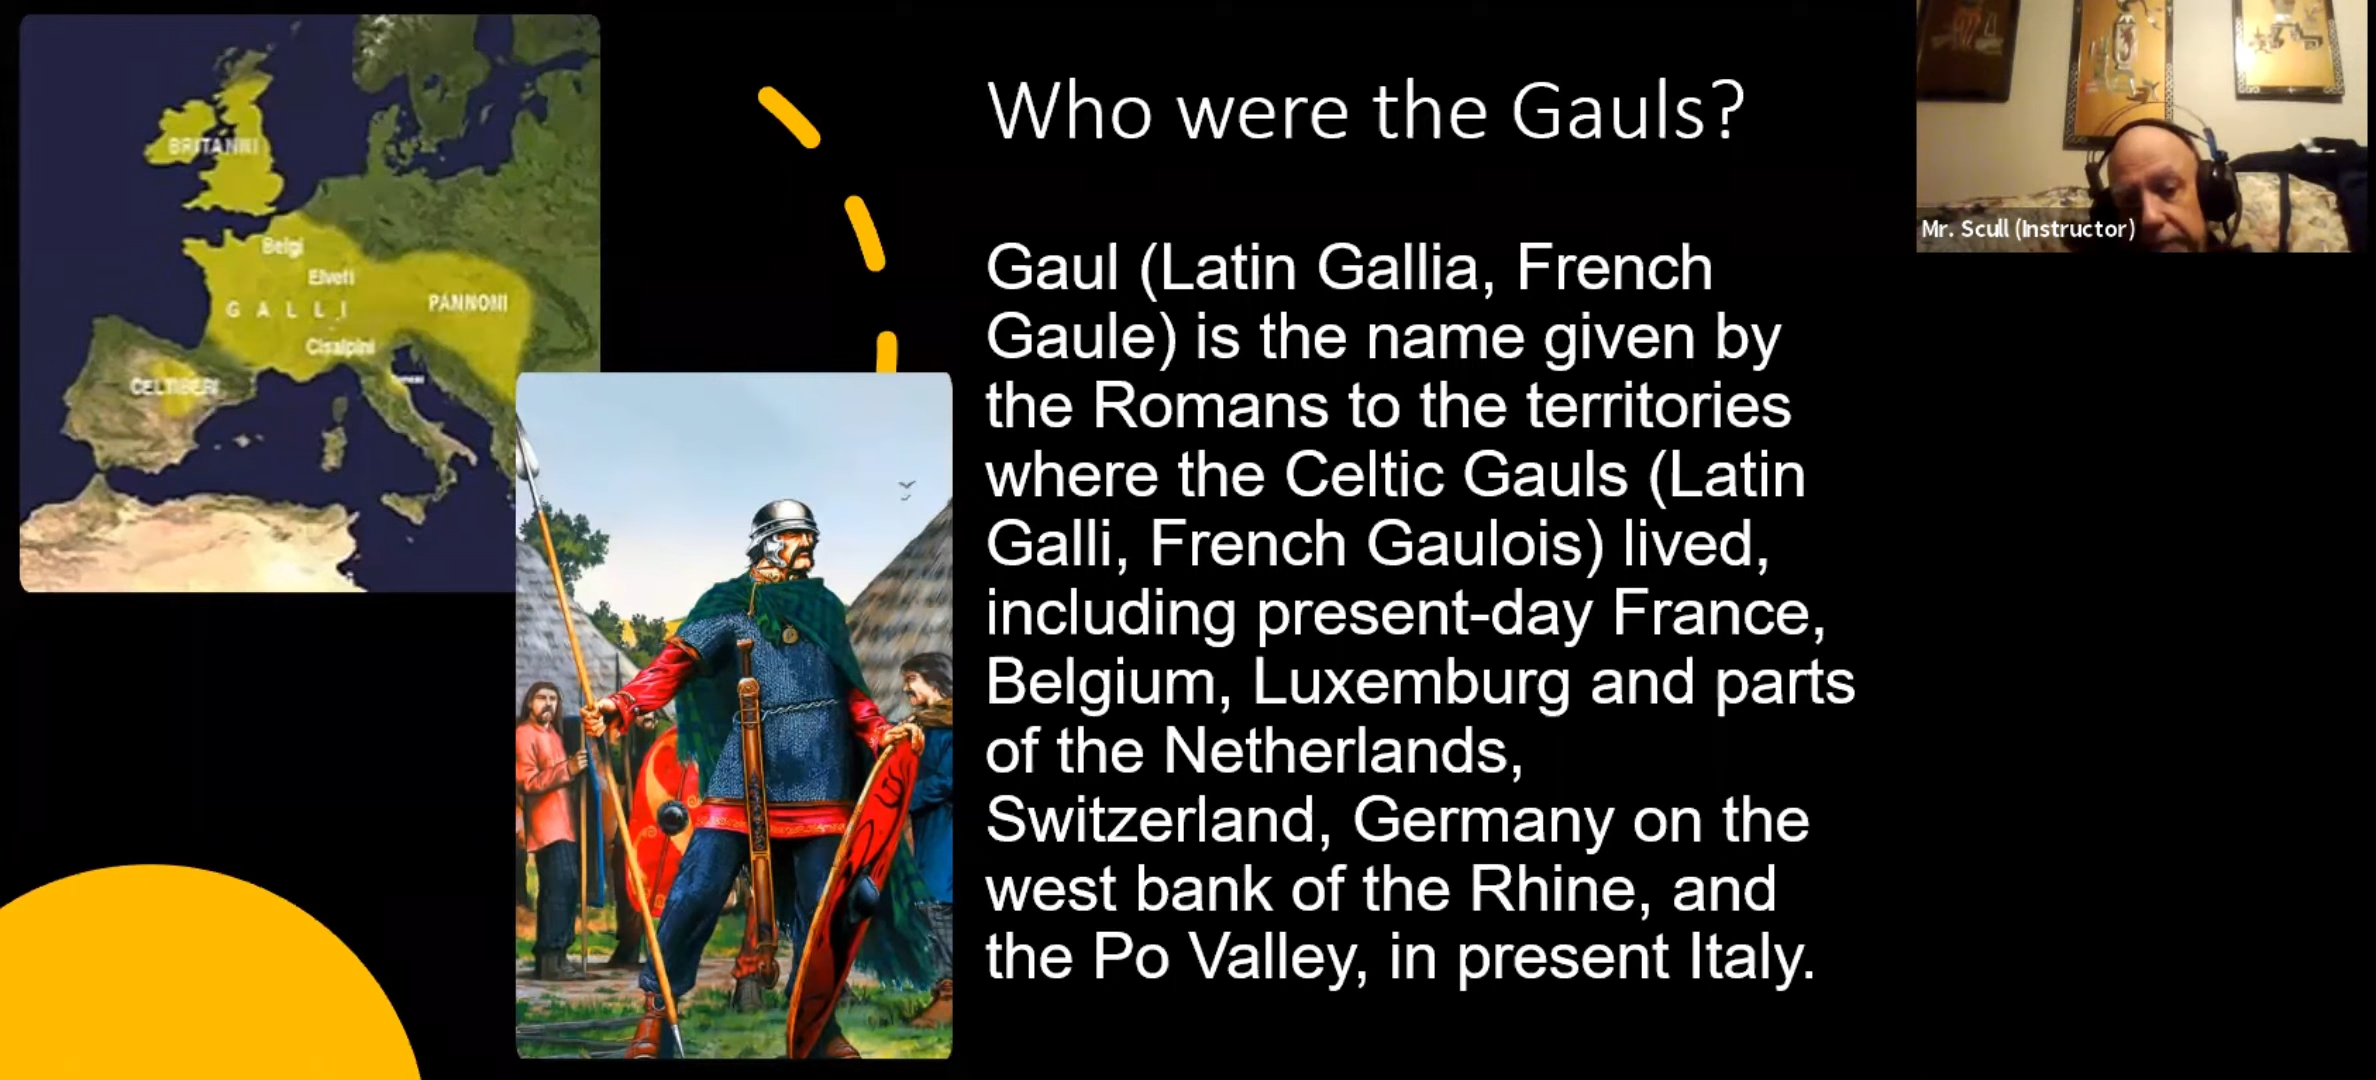 BRITANNI
Belgi
Elveti
GALLI
PANNONI
Cisalpini
CELTIBERI
Who were the Gauls?
Gaul (Latin Gallia, French
Gaule) is the name given by
the Romans to the territories
where the Celtic Gauls (Latin
Galli, French Gaulois) lived,
including present-day France,
Belgium, Luxemburg and parts
of the Netherlands,
Switzerland, Germany on the
west bank of the Rhine, and
the Po Valley, in present Italy.
Mr. Scull (Instructor)